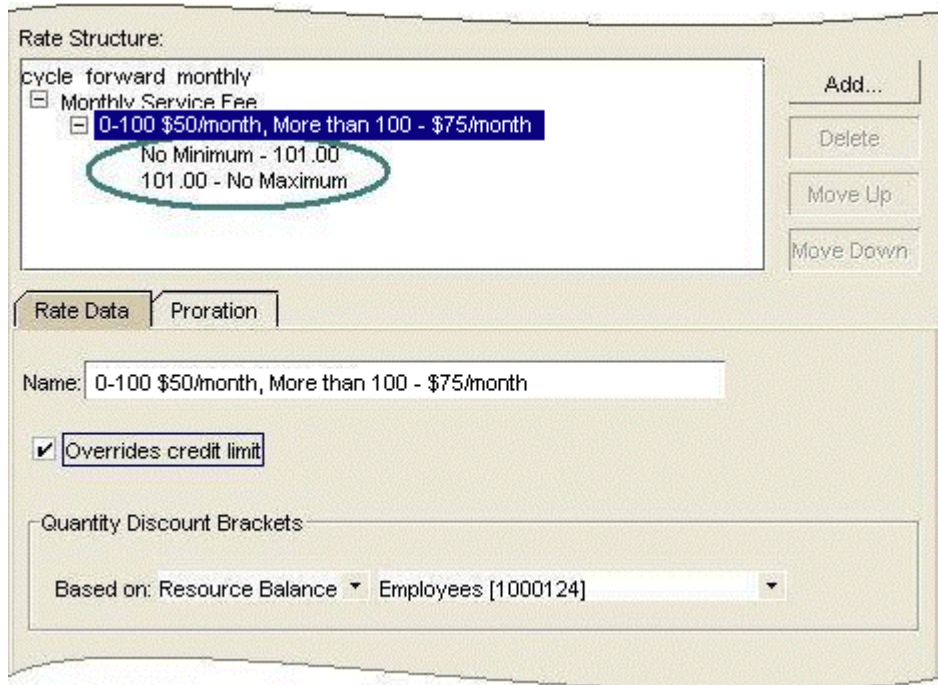 Rate Structure:
cycle forward monthly
Monthly Service Fee
0-100 $50/month, More than 100 - $75/month
No Minimum - 101.00
101.00 - No Maximum
Add...
Delete
Move Up
Move Down
Rate Data
Proration
Name: 0-100 $50/month, More than 100 - $75/month
Overrides credit limit
Quantity Discount Brackets
Based on: Resource Balance Employees [1000124]